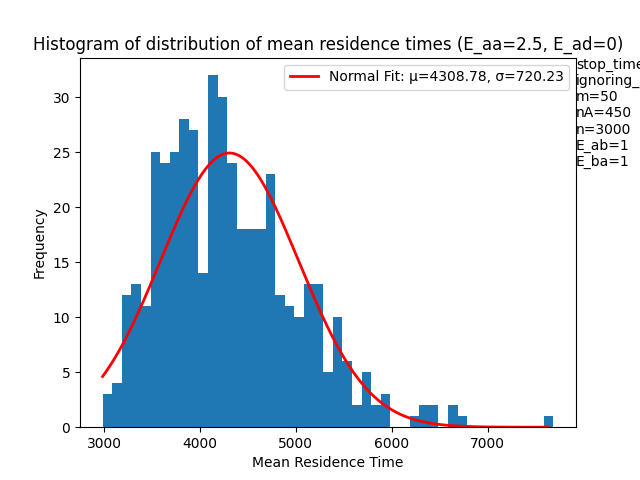 Histogram of distribution of mean residence times (E_aa=2.5, E_ad=0)
Normal Fit: μ=4308.78, σ=720.23
stop_time
ignoring_
m=50
nA=450
n=3000
E_ab=1
E_ba=1
Frequency
30
25
20
15
10
5
0
3000 4000 5000 6000 7000
Mean Residence Time